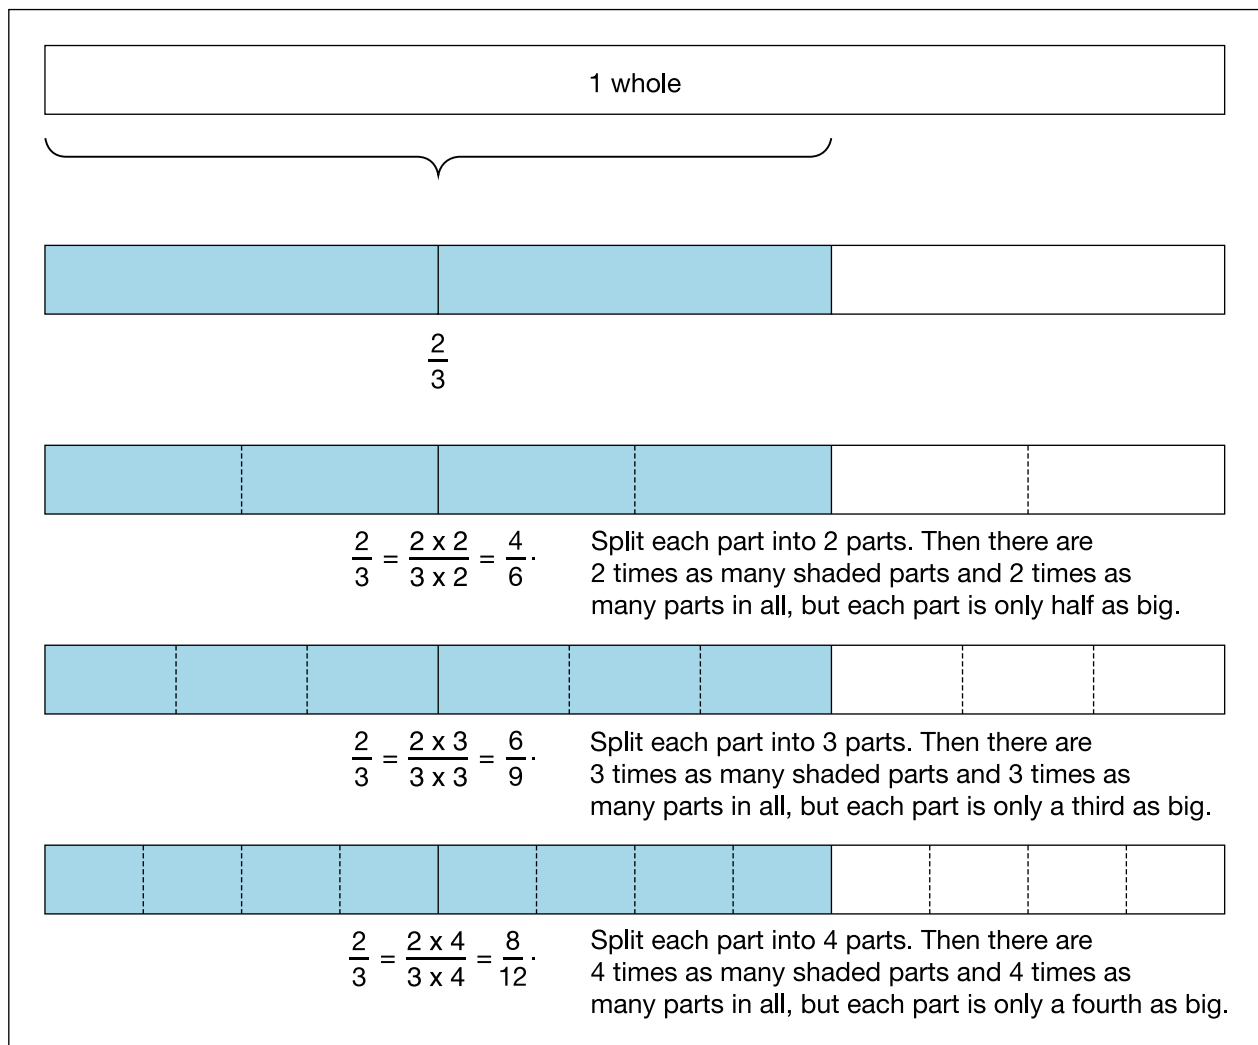 1 whole
2/3
2/3 = 2 x 2/3 x 2 = 4/6.
Split each part into 2 parts. Then there are
2 times as many shaded parts and 2 times as
many parts in all, but each part is only half as big.
2/3 = 2 x 3/3 x 3 = 6/9.
Split each part into 3 parts. Then there are
3 times as many shaded parts and 3 times as
many parts in all, but each part is only a third as big.
2/3 = 2 x 4/3 x 4 = 8/12.
Split each part into 4 parts. Then there are
4 times as many shaded parts and 4 times as
many parts in all, but each part is only a fourth as big.